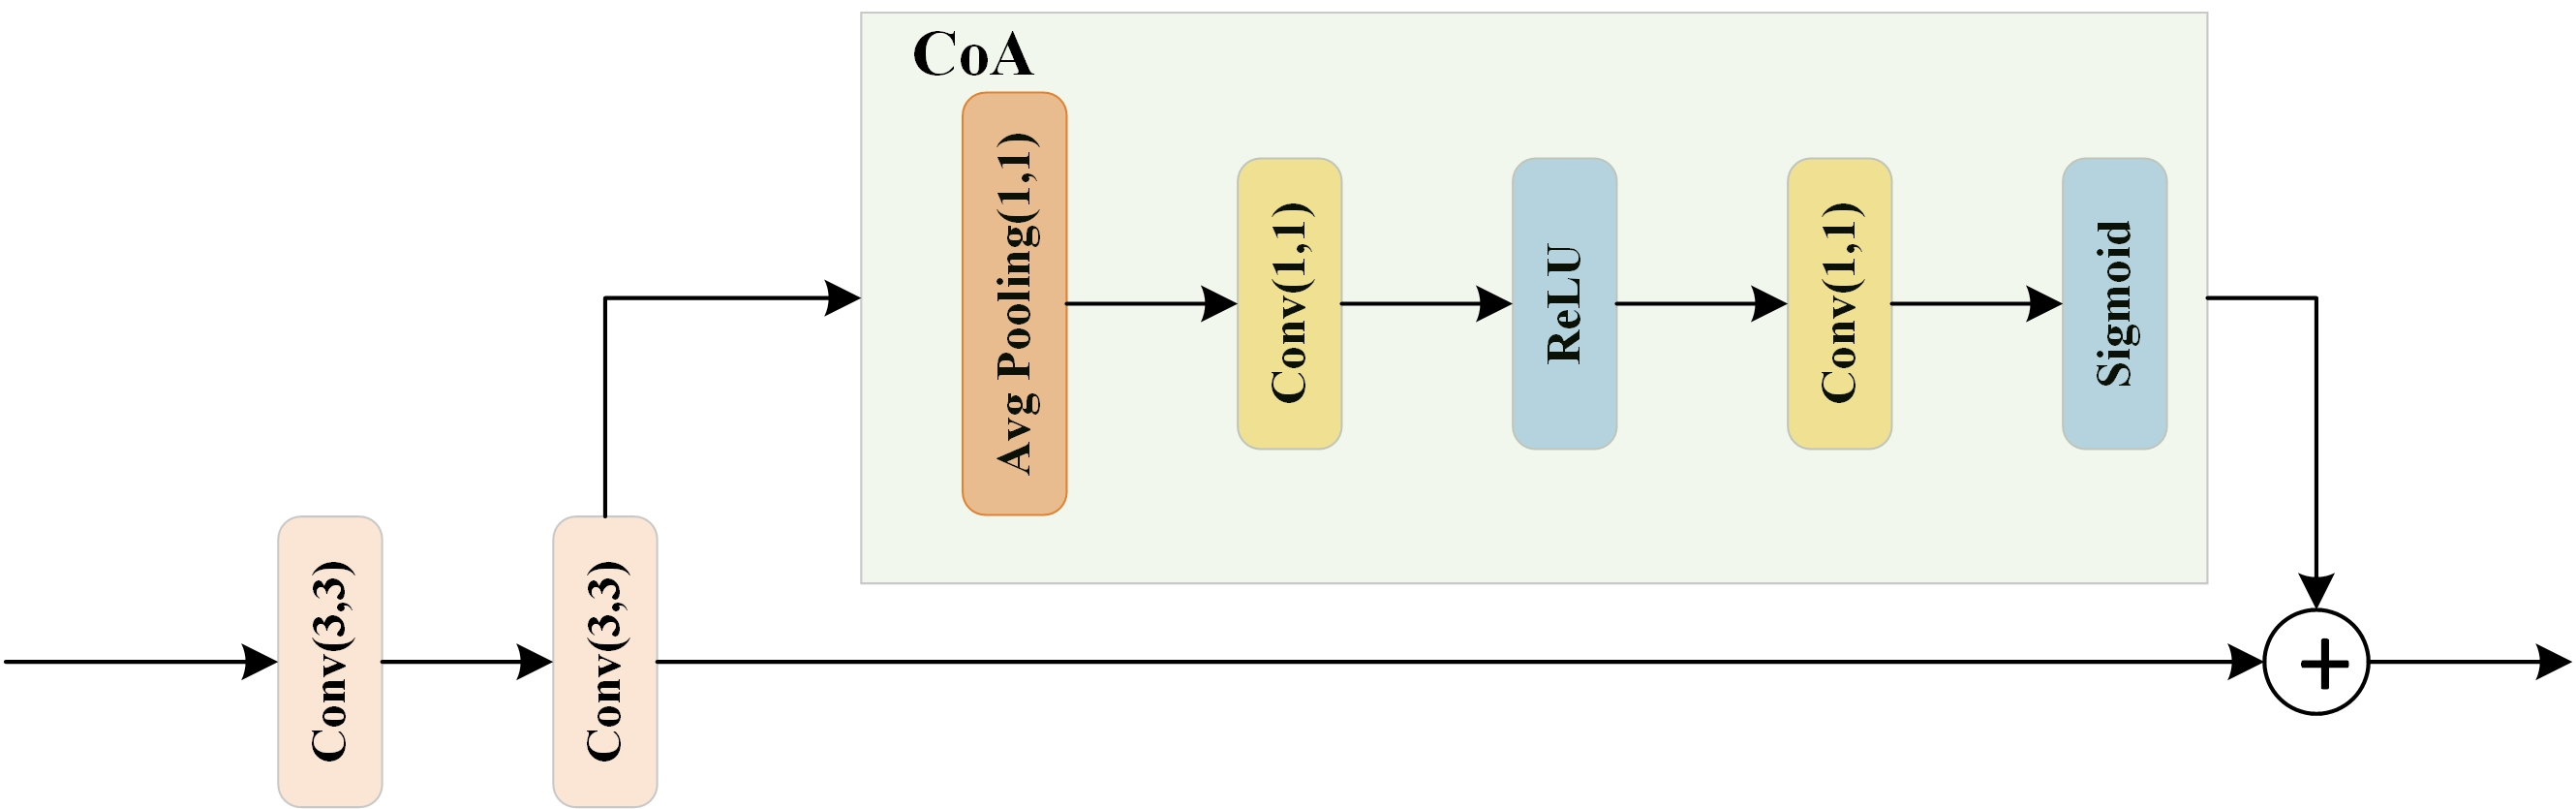 CoA
Avg Pooling(1,1)
Conv(1,1)
ReLU
Conv(1,1)
Sigmoid
Conv(3,3)
Conv(3,3)
+